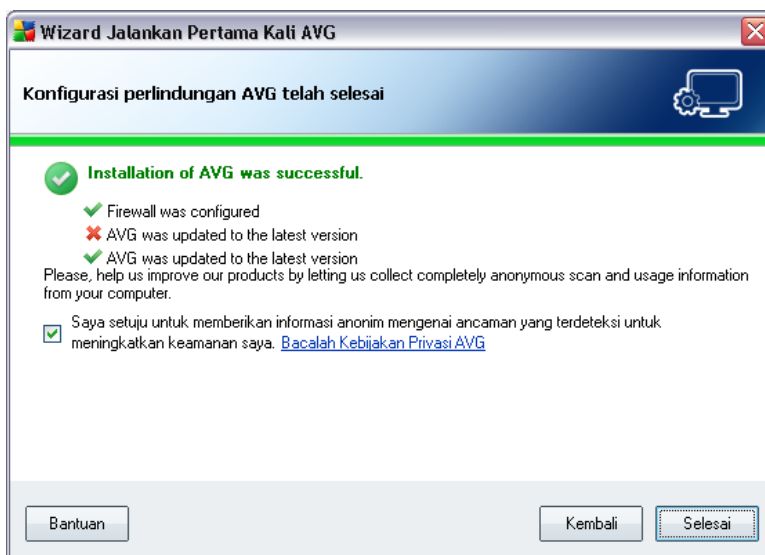 Wizard Jalankan Pertama Kali AVG
Konfigurasi perlindungan AVG telah selesai
Installation of AVG was successful.
Firewall was configured
AVG was updated to the latest version
AVG was updated to the latest version
Please, help us improve our products by letting us collect completely anonymous scan and usage information
from your computer.
Saya setuju untuk memberikan informasi anonim mengenai ancaman yang terdeteksi untuk
meningkatkan keamanan saya. Bacalah Kebijakan Privasi AVG
Bantuan
Kembali
Selesai